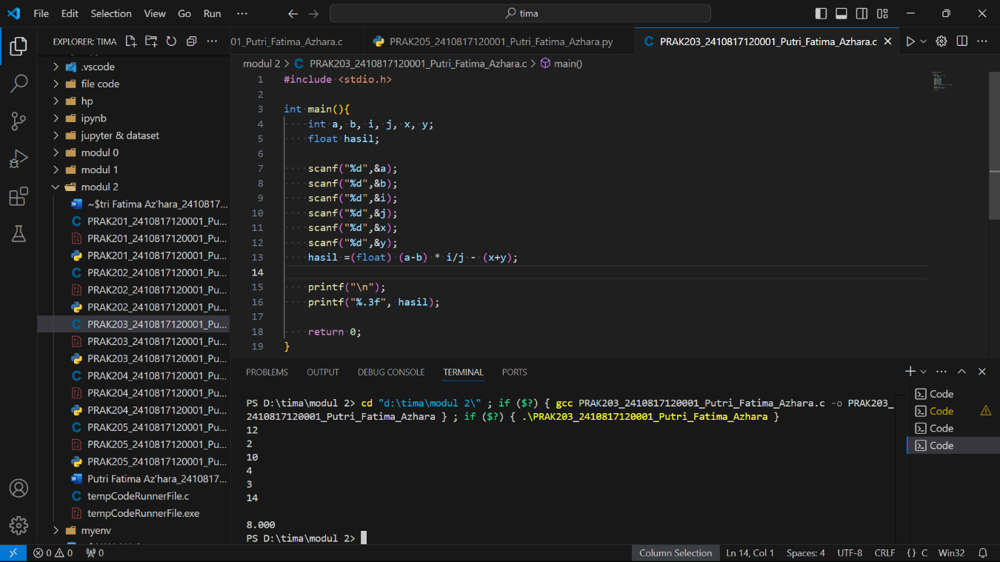 File Edit Selection View Go Run ··· tima
EXPLORER: TIMA ···
01_Putri_Fatima_Azhara.c PRAK205_2410817120001_Putri_Fatima_Azhara.py PRAK203_2410817120001_Putri_Fatima_Azhara.c ···
modul 2 > C PRAK203_2410817120001_Putri_Fatima_Azhara.c > main()
.vscode
file code
hp
ipynb
jupyter & dataset
modul 0
modul 1
modul 2
~$tri Fatima Az'hara_2410817...
PRAK201_2410817120001_Pu...
PRAK201_2410817120001_Pu...
PRAK201_2410817120001_Pu...
PRAK202_2410817120001_Pu...
PRAK202_2410817120001_Pu...
PRAK202_2410817120001_Pu...
PRAK203_2410817120001_Pu...
PRAK203_2410817120001_Pu...
PRAK203_2410817120001_Pu...
PRAK204_2410817120001_Pu...
PRAK204_2410817120001_Pu...
PRAK204_2410817120001_Pu...
PRAK205_2410817120001_Pu...
PRAK205_2410817120001_Pu...
PRAK205_2410817120001_Pu...
Putri Fatima Az'hara_2410817...
tempCodeRunnerFile.c
tempCodeRunnerFile.exe
myenv
1 #include <stdio.h>
2
3 int main(){
4     int a, b, i, j, x, y;
5     float hasil;
6
7     scanf("%d",&a);
8     scanf("%d",&b);
9     scanf("%d",&i);
10     scanf("%d",&j);
11     scanf("%d",&x);
12     scanf("%d",&y);
13     hasil =(float) (a-b) * i/j - (x+y);
14
15     printf("\n");
16     printf("%.3f", hasil);
17
18     return 0;
19 }
PROBLEMS OUTPUT DEBUG CONSOLE TERMINAL PORTS ···
PS D:\tima\modul 2> cd "d:\tima\modul 2\" ; if ($?) { gcc PRAK203_2410817120001_Putri_Fatima_Azhara.c -o PRAK203_
2410817120001_Putri_Fatima_Azhara } ; if ($?) { .\PRAK203_2410817120001_Putri_Fatima_Azhara }
12
2
10
4
3
14

8.000
PS D:\tima\modul 2>
Code
Code
Code
Code
0 0 0 Column Selection Ln 14, Col 1 Spaces: 4 UTF-8 CRLF {} C Win32